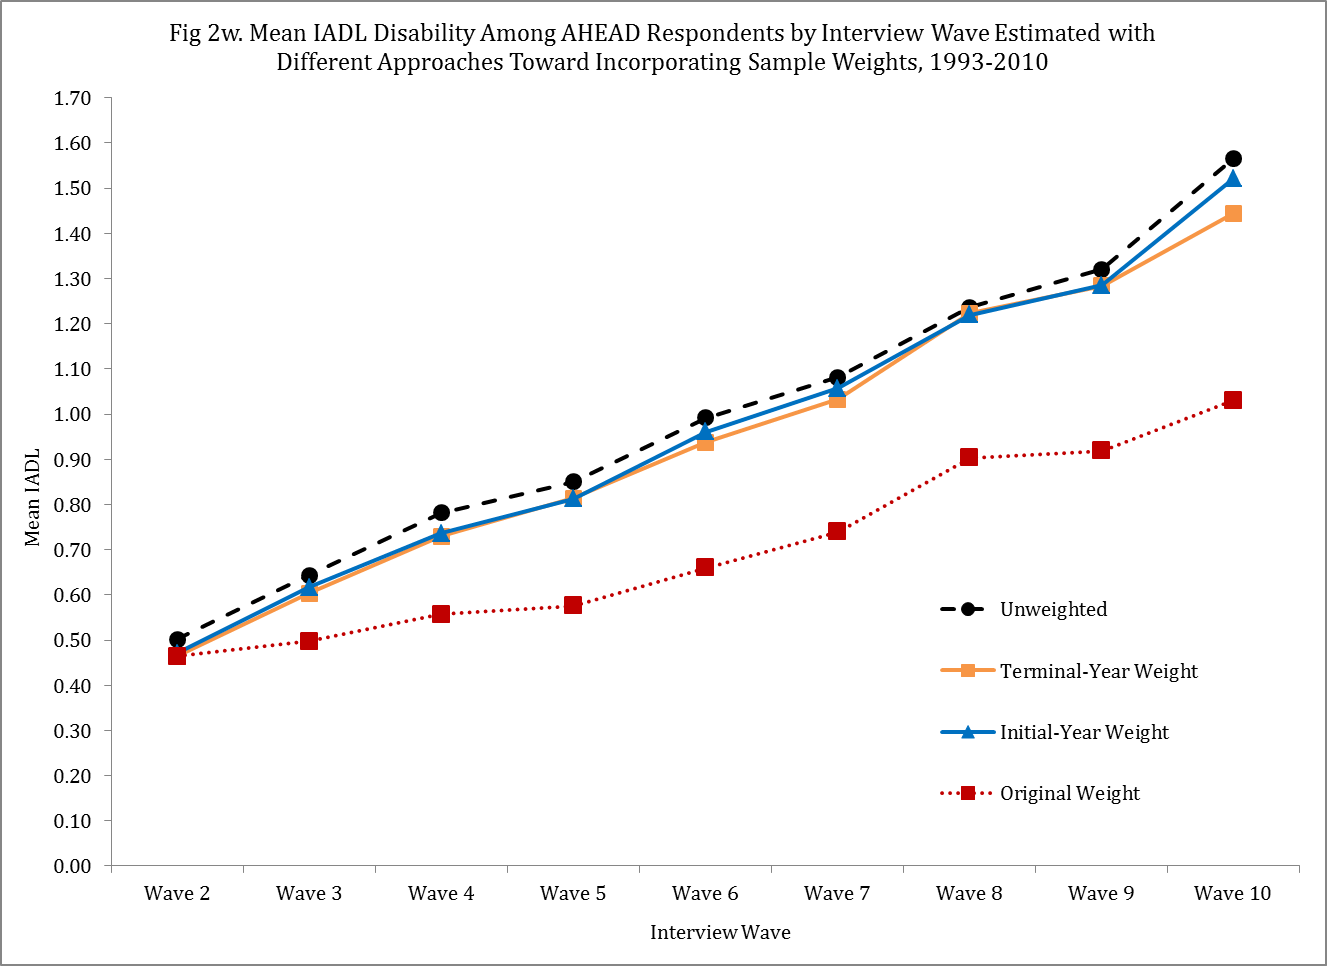 Fig 2w. Mean IADL Disability Among AHEAD Respondents by Interview Wave Estimated with
Different Approaches Toward Incorporating Sample Weights, 1993-2010
1.70
1.60
1.50
1.40
1.30
1.20
1.10
1.00
0.90
0.80
0.70
0.60
0.50
0.40
0.30
0.20
0.10
0.00
Mean IADL
Unweighted
Terminal-Year Weight
Initial-Year Weight
Original Weight
Wave 2 Wave 3 Wave 4 Wave 5 Wave 6 Wave 7 Wave 8 Wave 9 Wave 10
Interview Wave